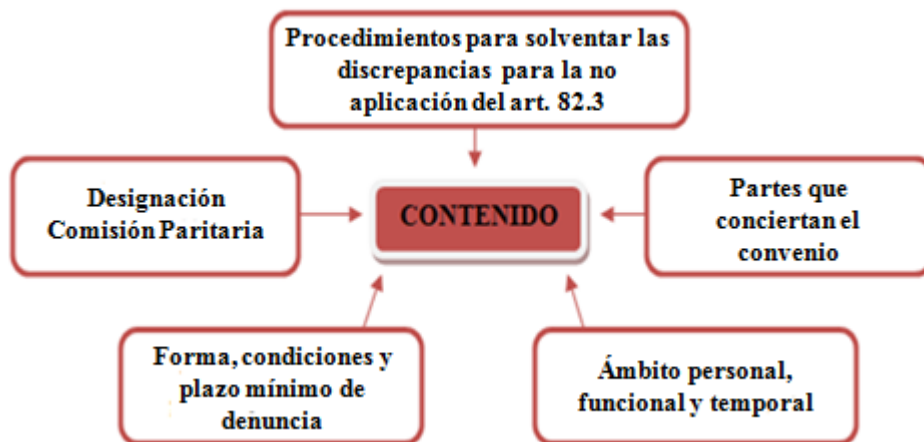 Procedimientos para solventar las
discrepancias para la no
aplicación del art. 82.3
Designación
Comisión Paritaria
CONTENIDO
Partes que
conciertan el
convenio
Forma, condiciones y
plazo mínimo de
denuncia
Ámbito personal,
funcional y temporal